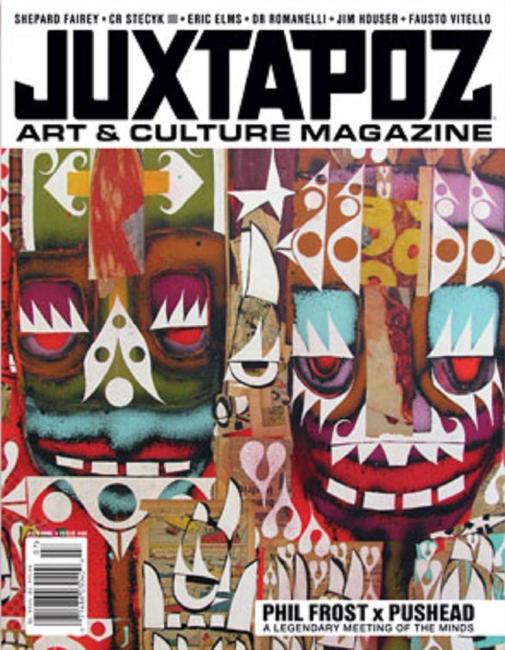 SHEPARD FAIREY • CR STECYK III • ERIC ELMS • DR ROMANELLI • JIM HOUSER • FAUSTO VITELLO
JUXTAPOZ
ART & CULTURE MAGAZINE
PHIL FROST x PUSHEAD
A LEGENDARY MEETING OF THE MINDS